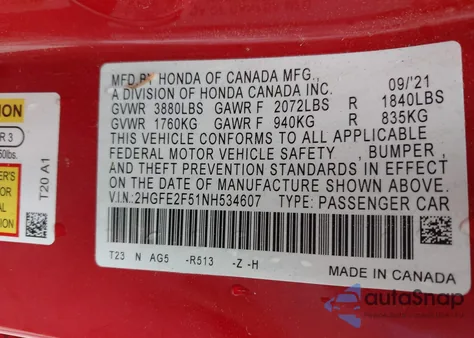 MFD BY HONDA OF CANADA MFG.,
A DIVISION OF HONDA CANADA INC. 09/'21
GVWR 3880LBS GAWR F 2072LBS R 1840LBS
GVWR 1760KG GAWR F 940KG R 835KG
THIS VEHICLE CONFORMS TO ALL APPLICABLE
FEDERAL MOTOR VEHICLE SAFETY , BUMPER ,
AND THEFT PREVENTION STANDARDS IN EFFECT ON
THE DATE OF MANUFACTURE SHOWN ABOVE.
V.I.N.:2HGFE2F51NH534607 TYPE: PASSENGER CAR
T23 N AG5 -R513 -Z -H
MADE IN CANADA
T20 A1
autoSnap